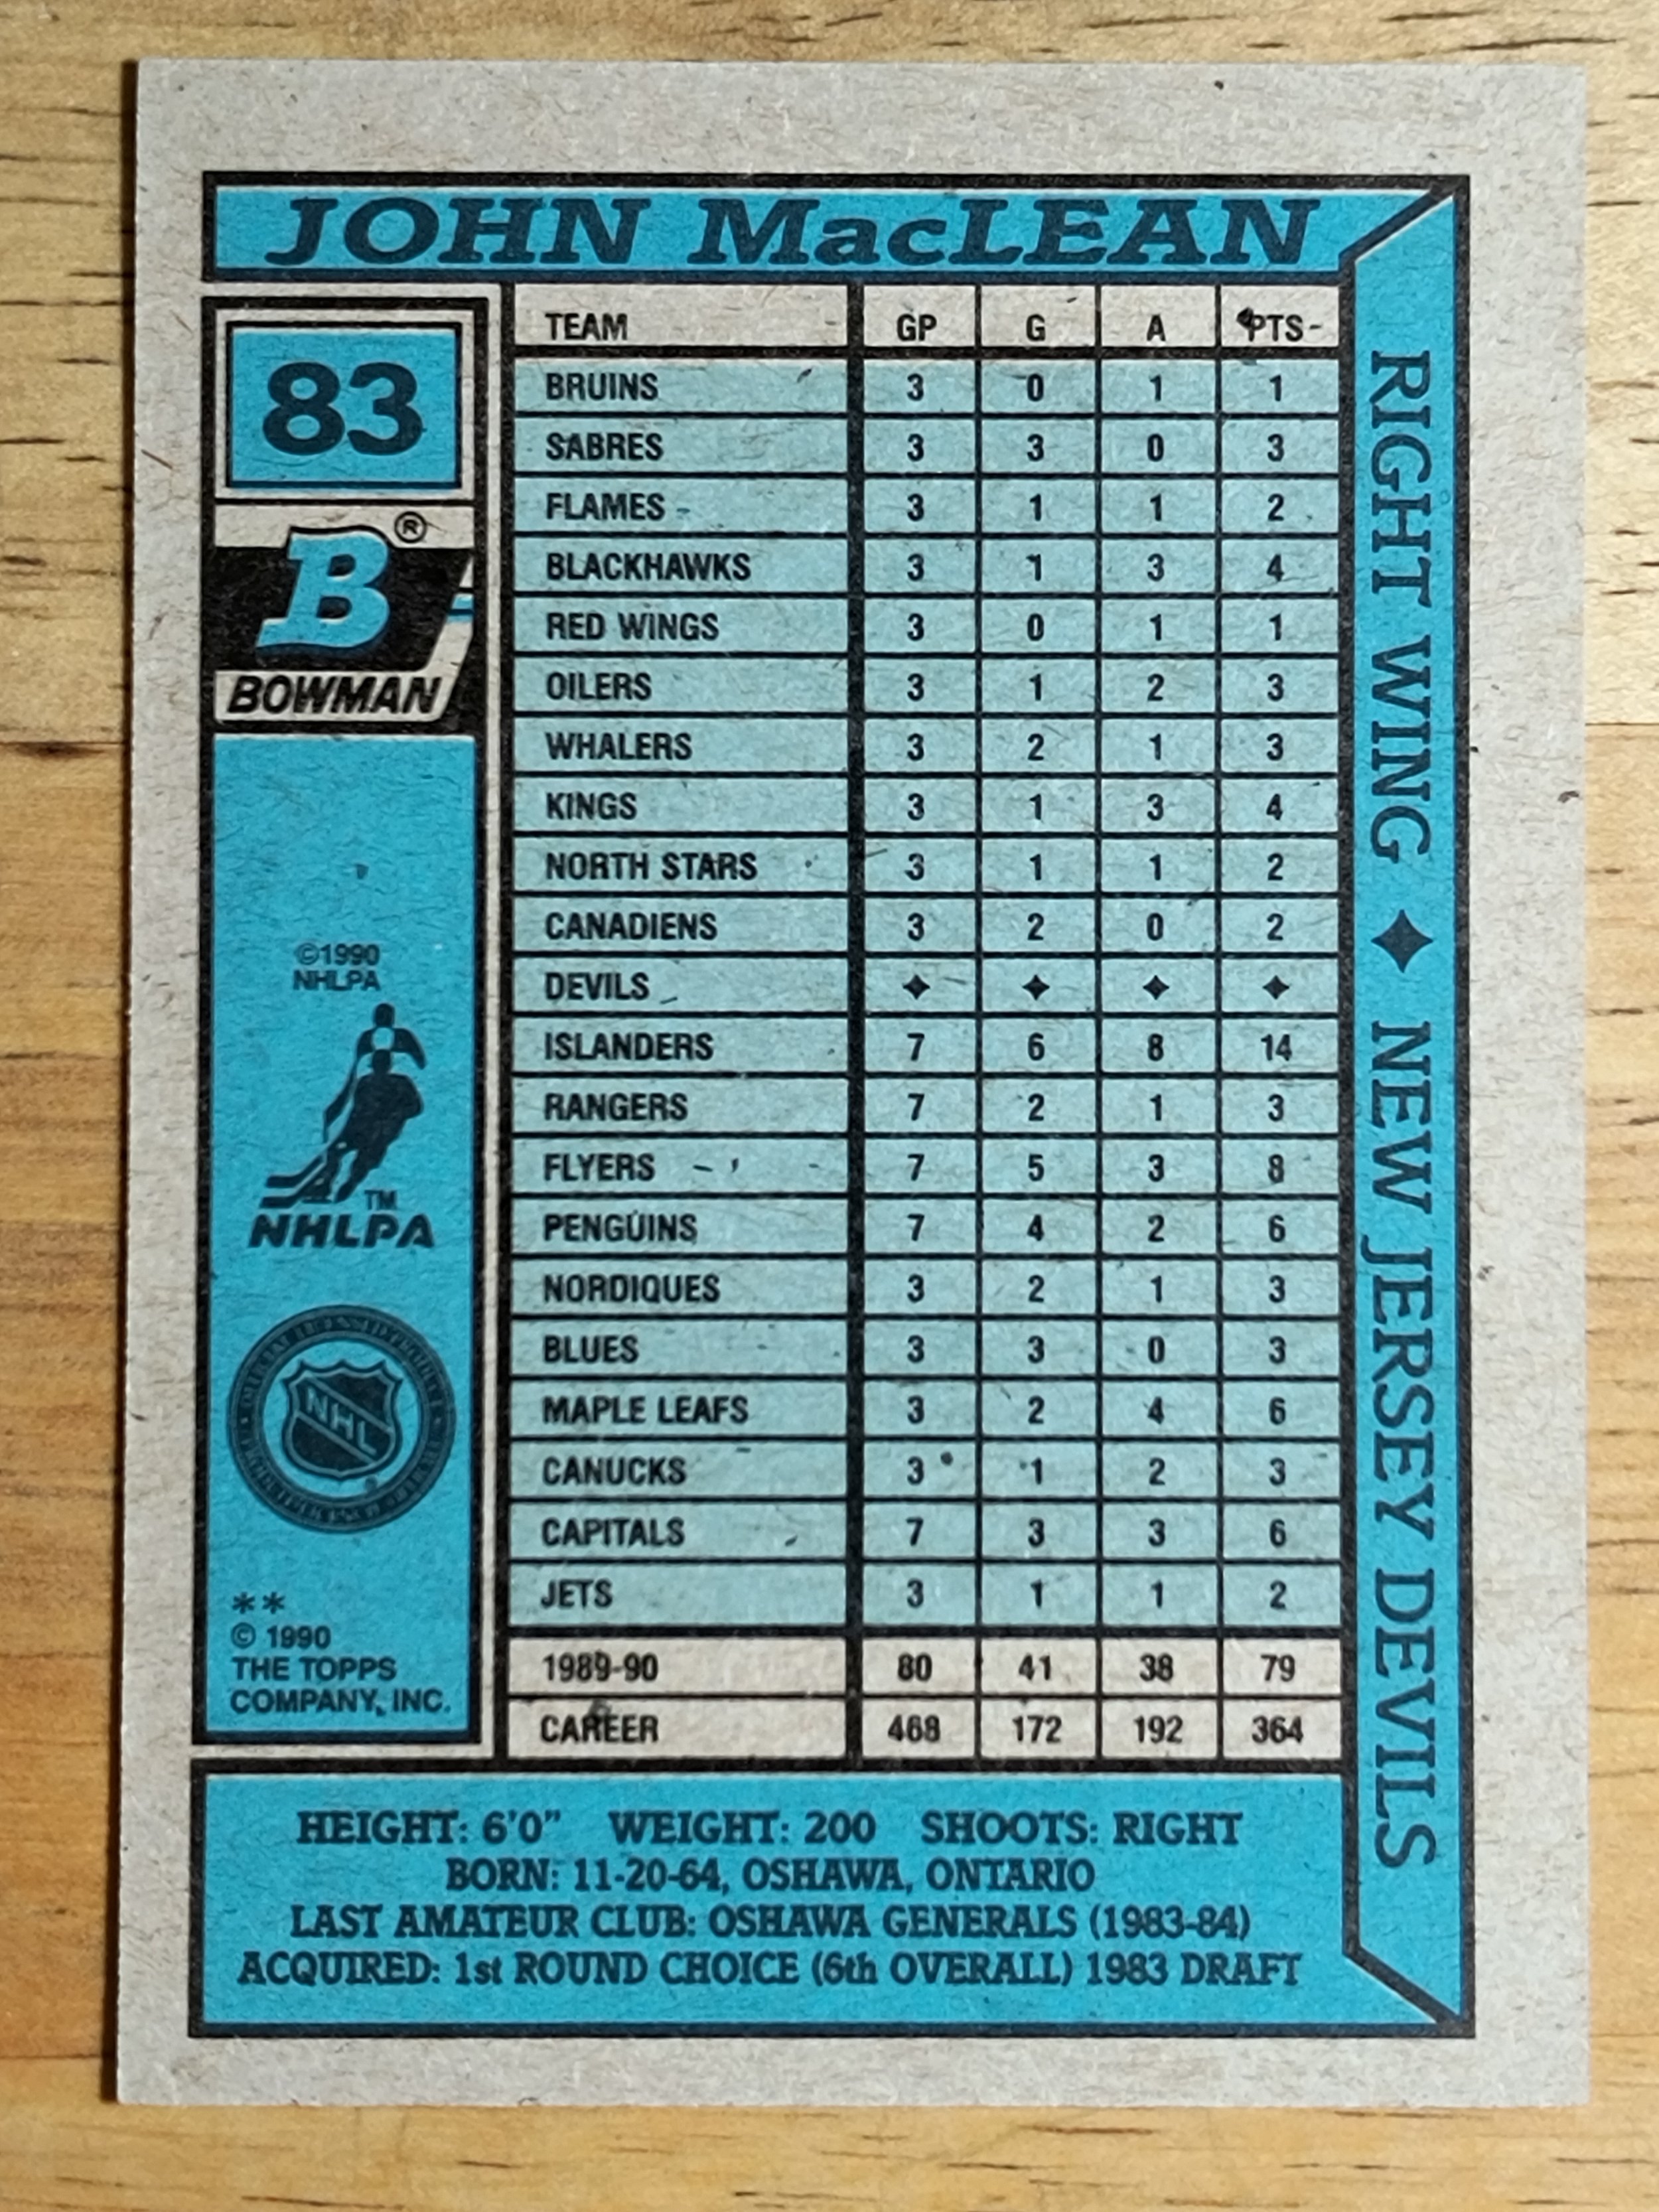 JOHN MacLEAN
83
B®
BOWMAN
©1990
NHLPA
TM
NHLPA
NHL
®
**
© 1990
THE TOPPS
COMPANY, INC.
TEAM GP G A PTS
BRUINS 3 0 1 1
SABRES 3 3 0 3
FLAMES 3 1 1 2
BLACKHAWKS 3 1 3 4
RED WINGS 3 0 1 1
OILERS 3 1 2 3
WHALERS 3 2 1 3
KINGS 3 1 3 4
NORTH STARS 3 1 1 2
CANADIENS 3 2 0 2
DEVILS ✦ ✦ ✦ ✦
ISLANDERS 7 6 8 14
RANGERS 7 2 1 3
FLYERS 7 5 3 8
PENGUINS 7 4 2 6
NORDIQUES 3 2 1 3
BLUES 3 3 0 3
MAPLE LEAFS 3 2 4 6
CANUCKS 3 1 2 3
CAPITALS 7 3 3 6
JETS 3 1 1 2
1989-90 80 41 38 79
CAREER 468 172 192 364
RIGHT WING ✦ NEW JERSEY DEVILS
HEIGHT: 6'0" WEIGHT: 200 SHOOTS: RIGHT
BORN: 11-20-64, OSHAWA, ONTARIO
LAST AMATEUR CLUB: OSHAWA GENERALS (1983-84)
ACQUIRED: 1st ROUND CHOICE (6th OVERALL) 1983 DRAFT